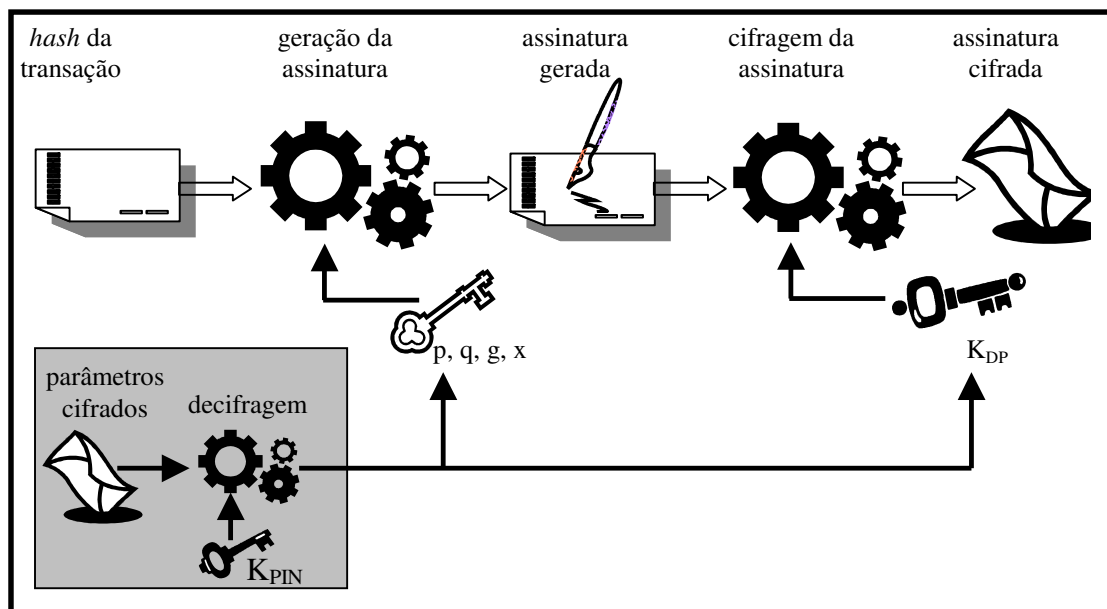 hash da
transação
geração da
assinatura
assinatura
gerada
cifragem da
assinatura
assinatura
cifrada
p, q, g, x
K_DP
parâmetros
cifrados
decifragem
K_PIN